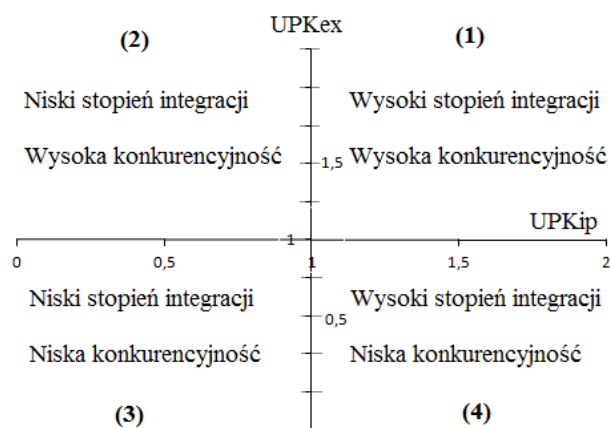 UPKex
(2) (1)
Niski stopień integracji Wysoki stopień integracji
Wysoka konkurencyjność 1,5 Wysoka konkurencyjność
UPKip
1
0 0,5 1 1,5 2
Niski stopień integracji Wysoki stopień integracji
0,5
Niska konkurencyjność Niska konkurencyjność
(3) (4)